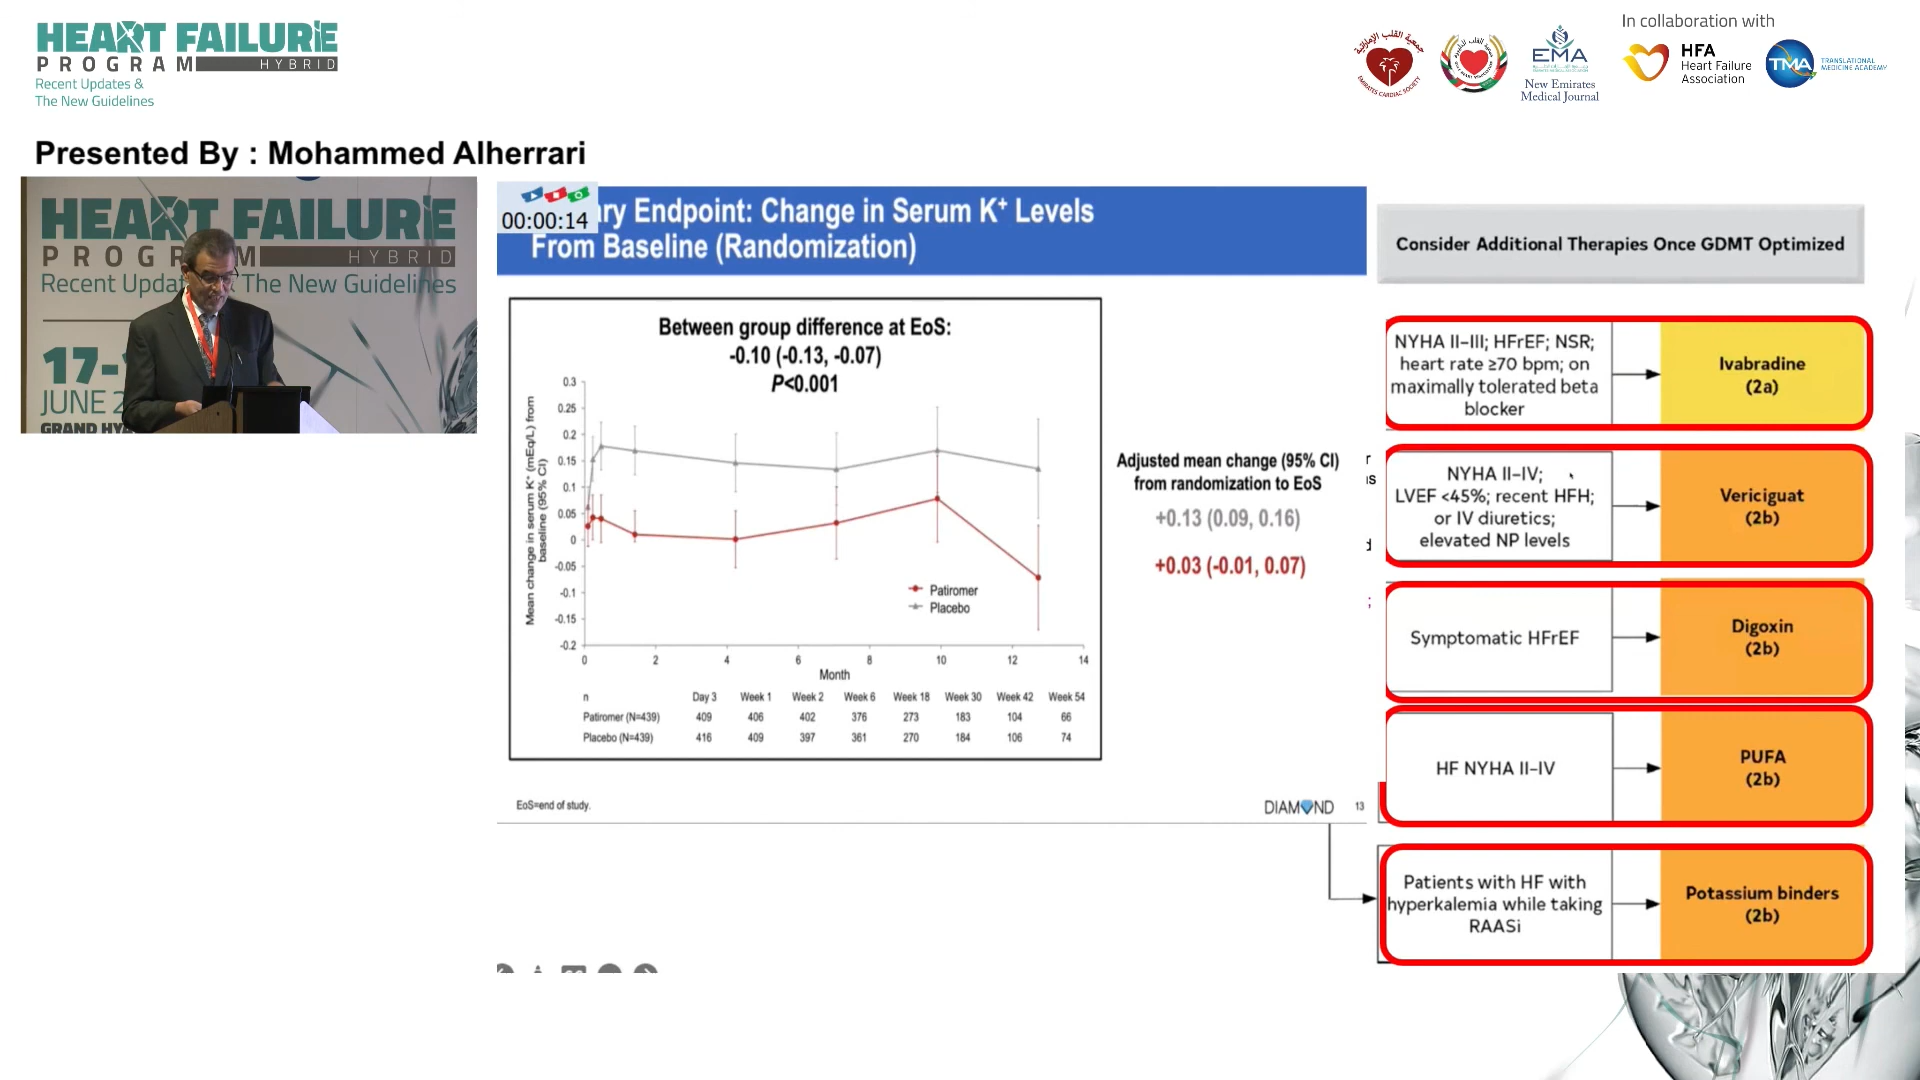 HEART FAILURE
PROGRAM HYBRID
Recent Updates &
The New Guidelines
In collaboration with
EMIRATES CARDIAC SOCIETY
EMA
New Emirates
Medical Journal
HFA
Heart Failure
Association
TMA
TRANSLATIONAL
MEDICINE ACADEMY
Presented By : Mohammed Alherrari
HEART FAILURE
PROGRAM HYBRID
Recent Updat The New Guidelines
17-
JUNE 2
GRAND HYA
00:00:14
ry Endpoint: Change in Serum K⁺ Levels
From Baseline (Randomization)
Between group difference at EoS:
-0.10 (-0.13, -0.07)
P<0.001
Mean change in serum K⁺ (mEq/L) from
baseline (95% CI)
0.3
0.25
0.2
0.15
0.1
0.05
0
-0.05
-0.1
-0.15
-0.2
0 2 4 6 8 10 12 14
Month
Patiromer
Placebo
n Day 3 Week 1 Week 2 Week 6 Week 18 Week 30 Week 42 Week 54
Patiromer (N=439) 409 406 402 376 273 183 104 66
Placebo (N=439) 416 409 397 361 270 184 106 74
Adjusted mean change (95% CI)
from randomization to EoS
+0.13 (0.09, 0.16)
+0.03 (-0.01, 0.07)
EoS=end of study.
DIAMOND 13
Consider Additional Therapies Once GDMT Optimized
NYHA II–III; HFrEF; NSR;
heart rate ≥70 bpm; on
maximally tolerated beta
blocker
Ivabradine
(2a)
NYHA II–IV;
LVEF <45%; recent HFH;
or IV diuretics;
elevated NP levels
Vericiguat
(2b)
Symptomatic HFrEF
Digoxin
(2b)
HF NYHA II–IV
PUFA
(2b)
Patients with HF with
hyperkalemia while taking
RAASi
Potassium binders
(2b)